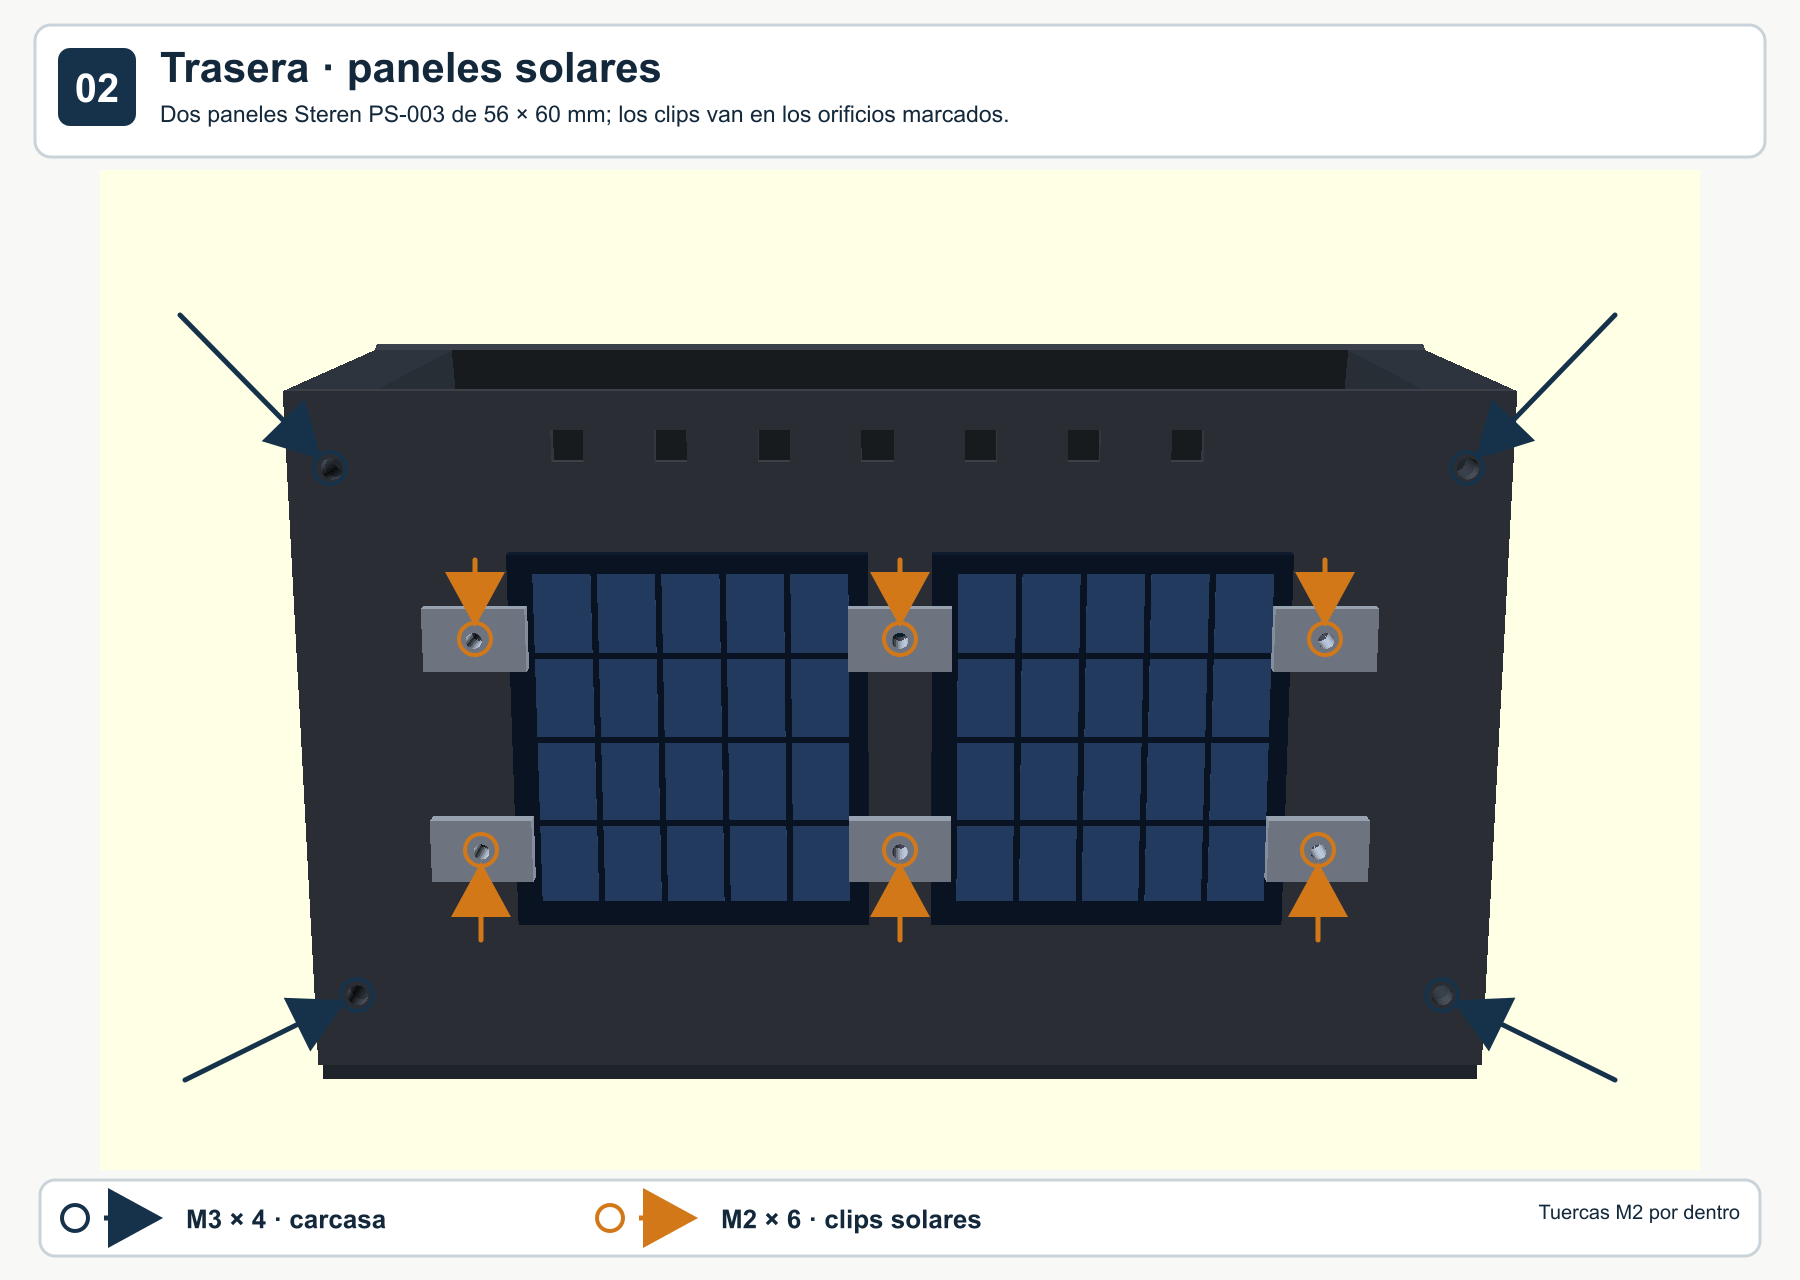 02
Trasera · paneles solares
Dos paneles Steren PS-003 de 56 × 60 mm; los clips van en los orificios marcados.
M3 × 4 · carcasa
M2 × 6 · clips solares
Tuercas M2 por dentro